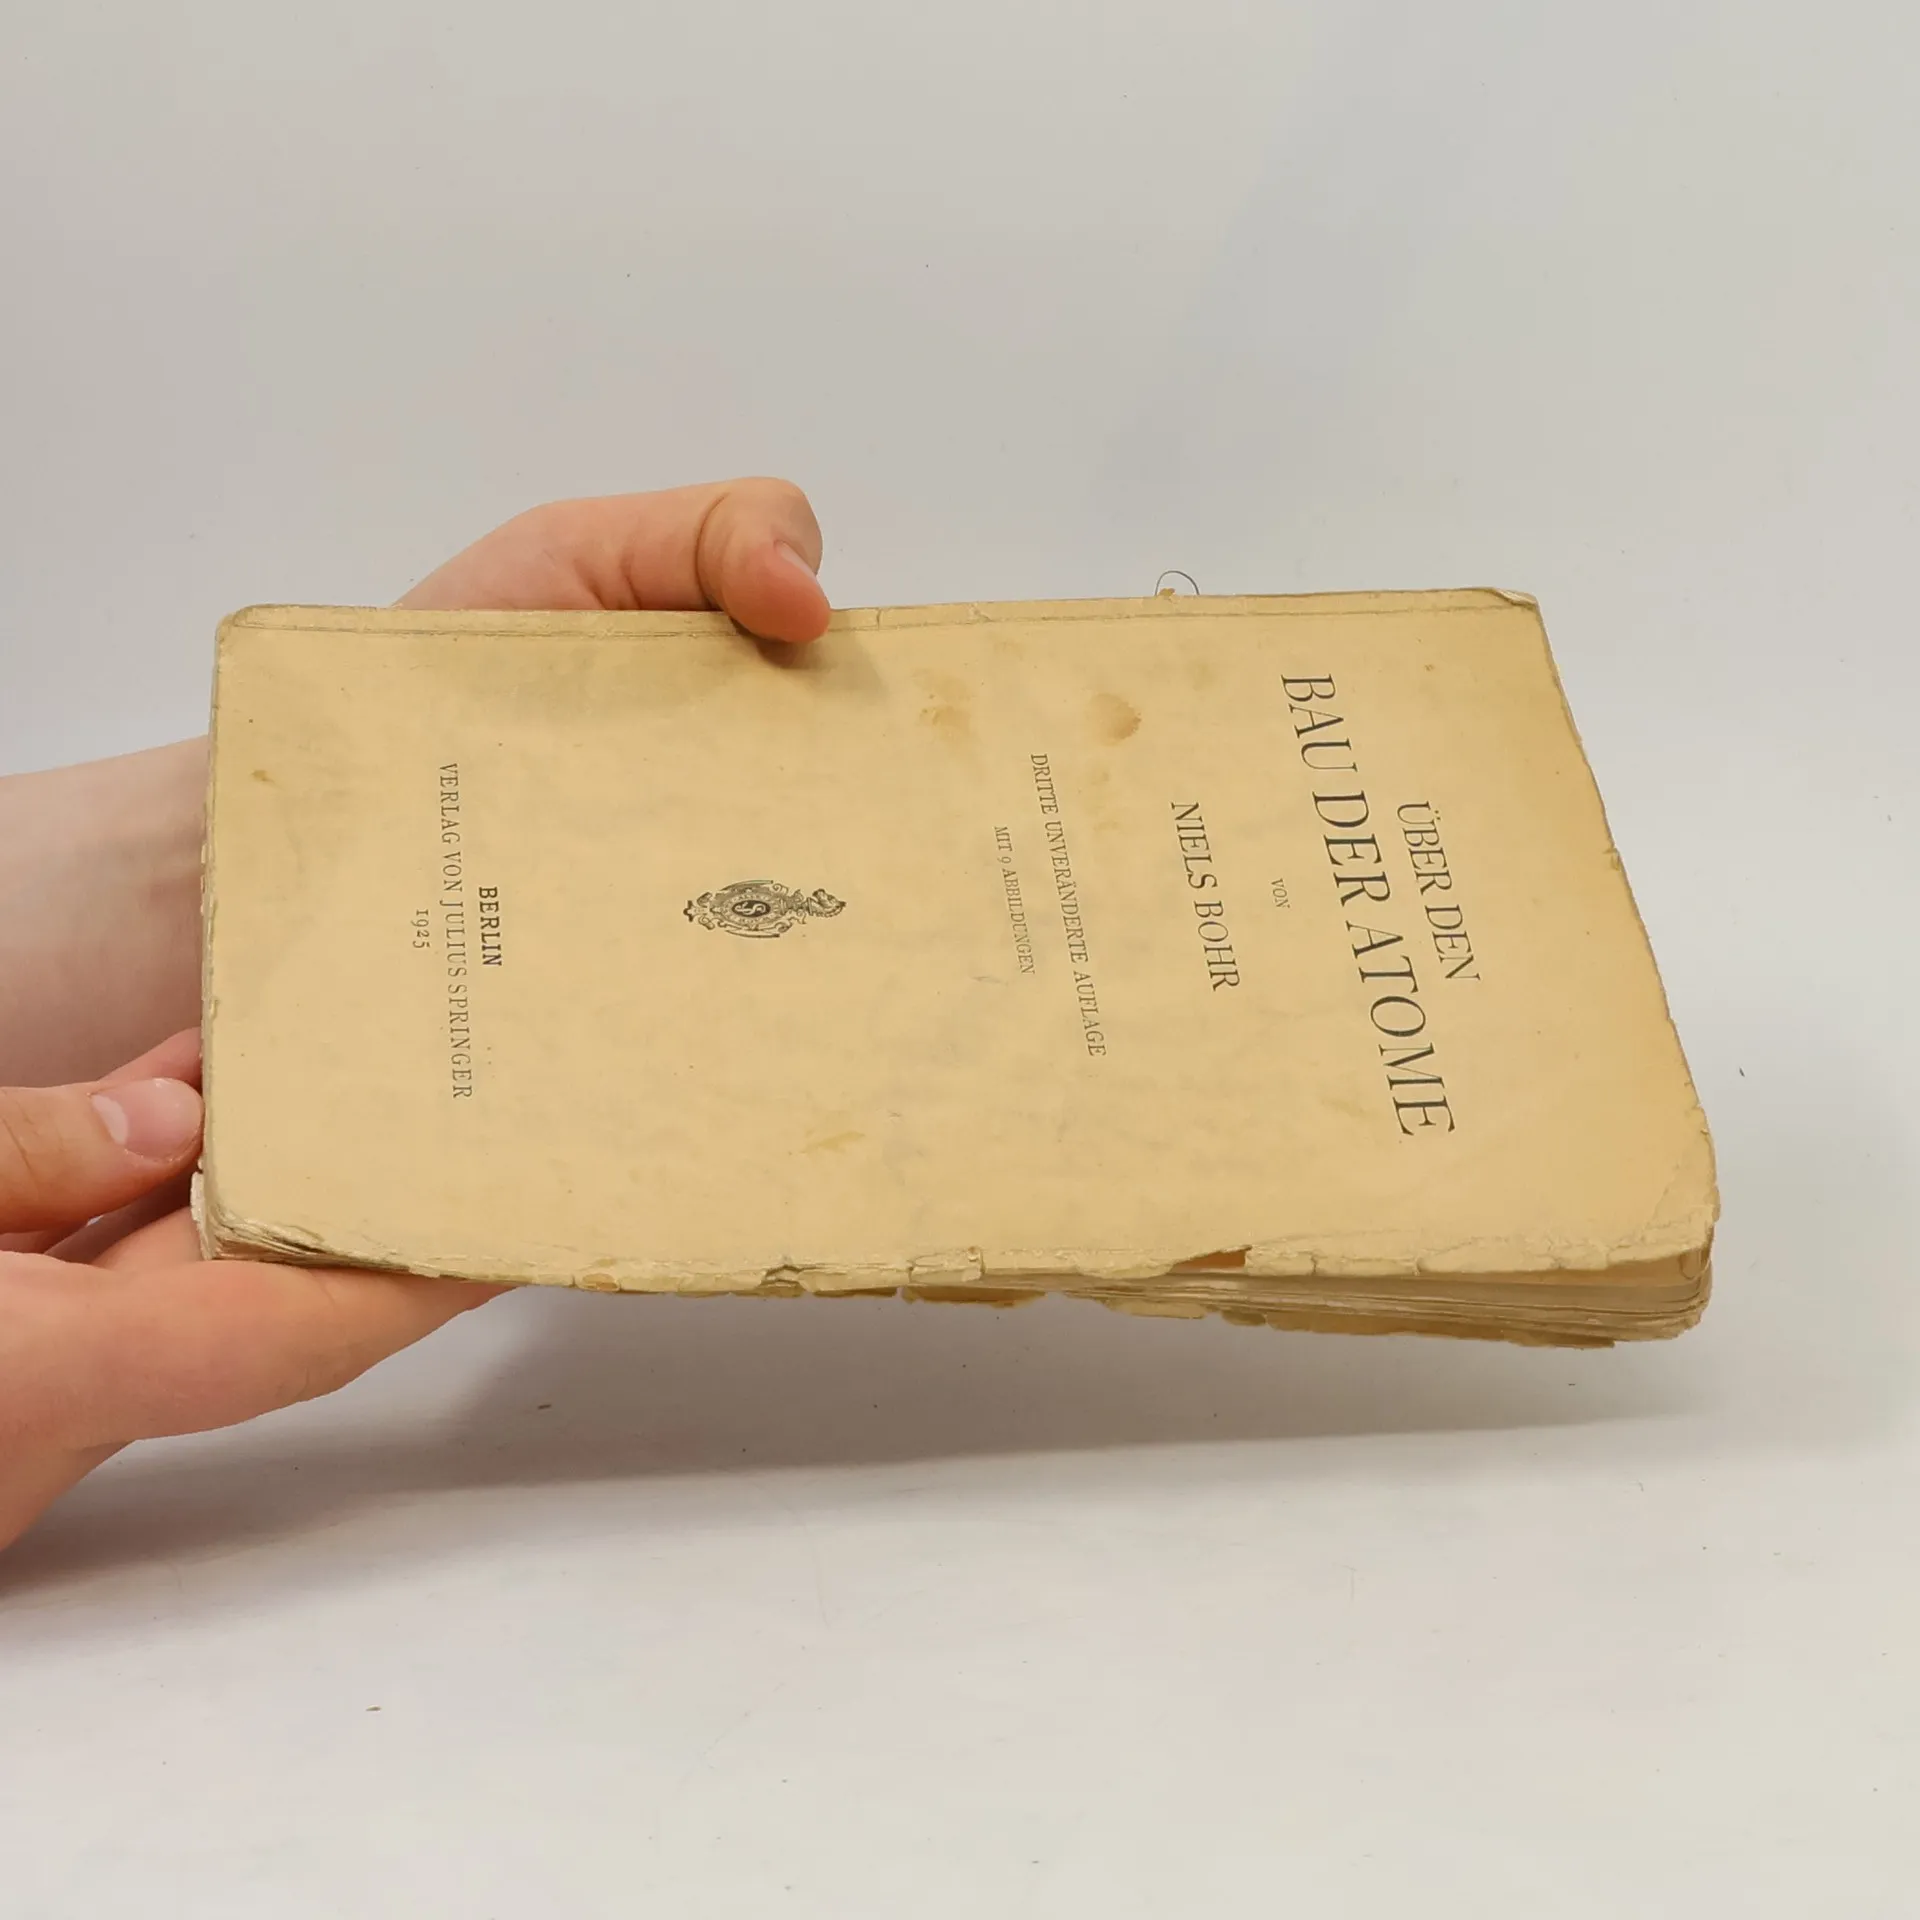 ÜBER DEN
BAU DER ATOME
VON
NIELS BOHR
DRITTE UNVERÄNDERTE AUFLAGE
MIT 9 ABBILDUNGEN
BERLIN
VERLAG VON JULIUS SPRINGER
1925